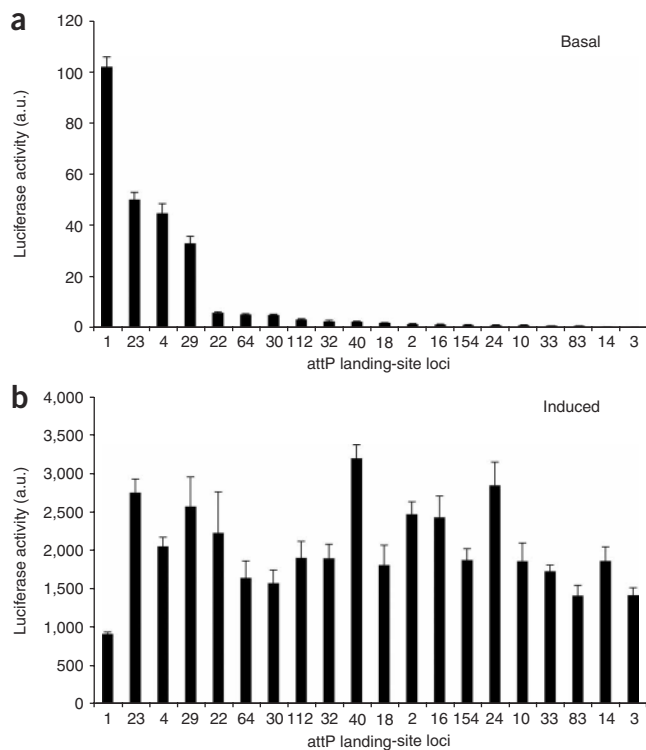 a
Basal
Luciferase activity (a.u.)
120
100
80
60
40
20
0
1 23 4 29 22 64 30 112 32 40 18 2 16 154 24 10 33 83 14 3
attP landing-site loci
b
Induced
Luciferase activity (a.u.)
4,000
3,500
3,000
2,500
2,000
1,500
1,000
500
0
1 23 4 29 22 64 30 112 32 40 18 2 16 154 24 10 33 83 14 3
attP landing-site loci